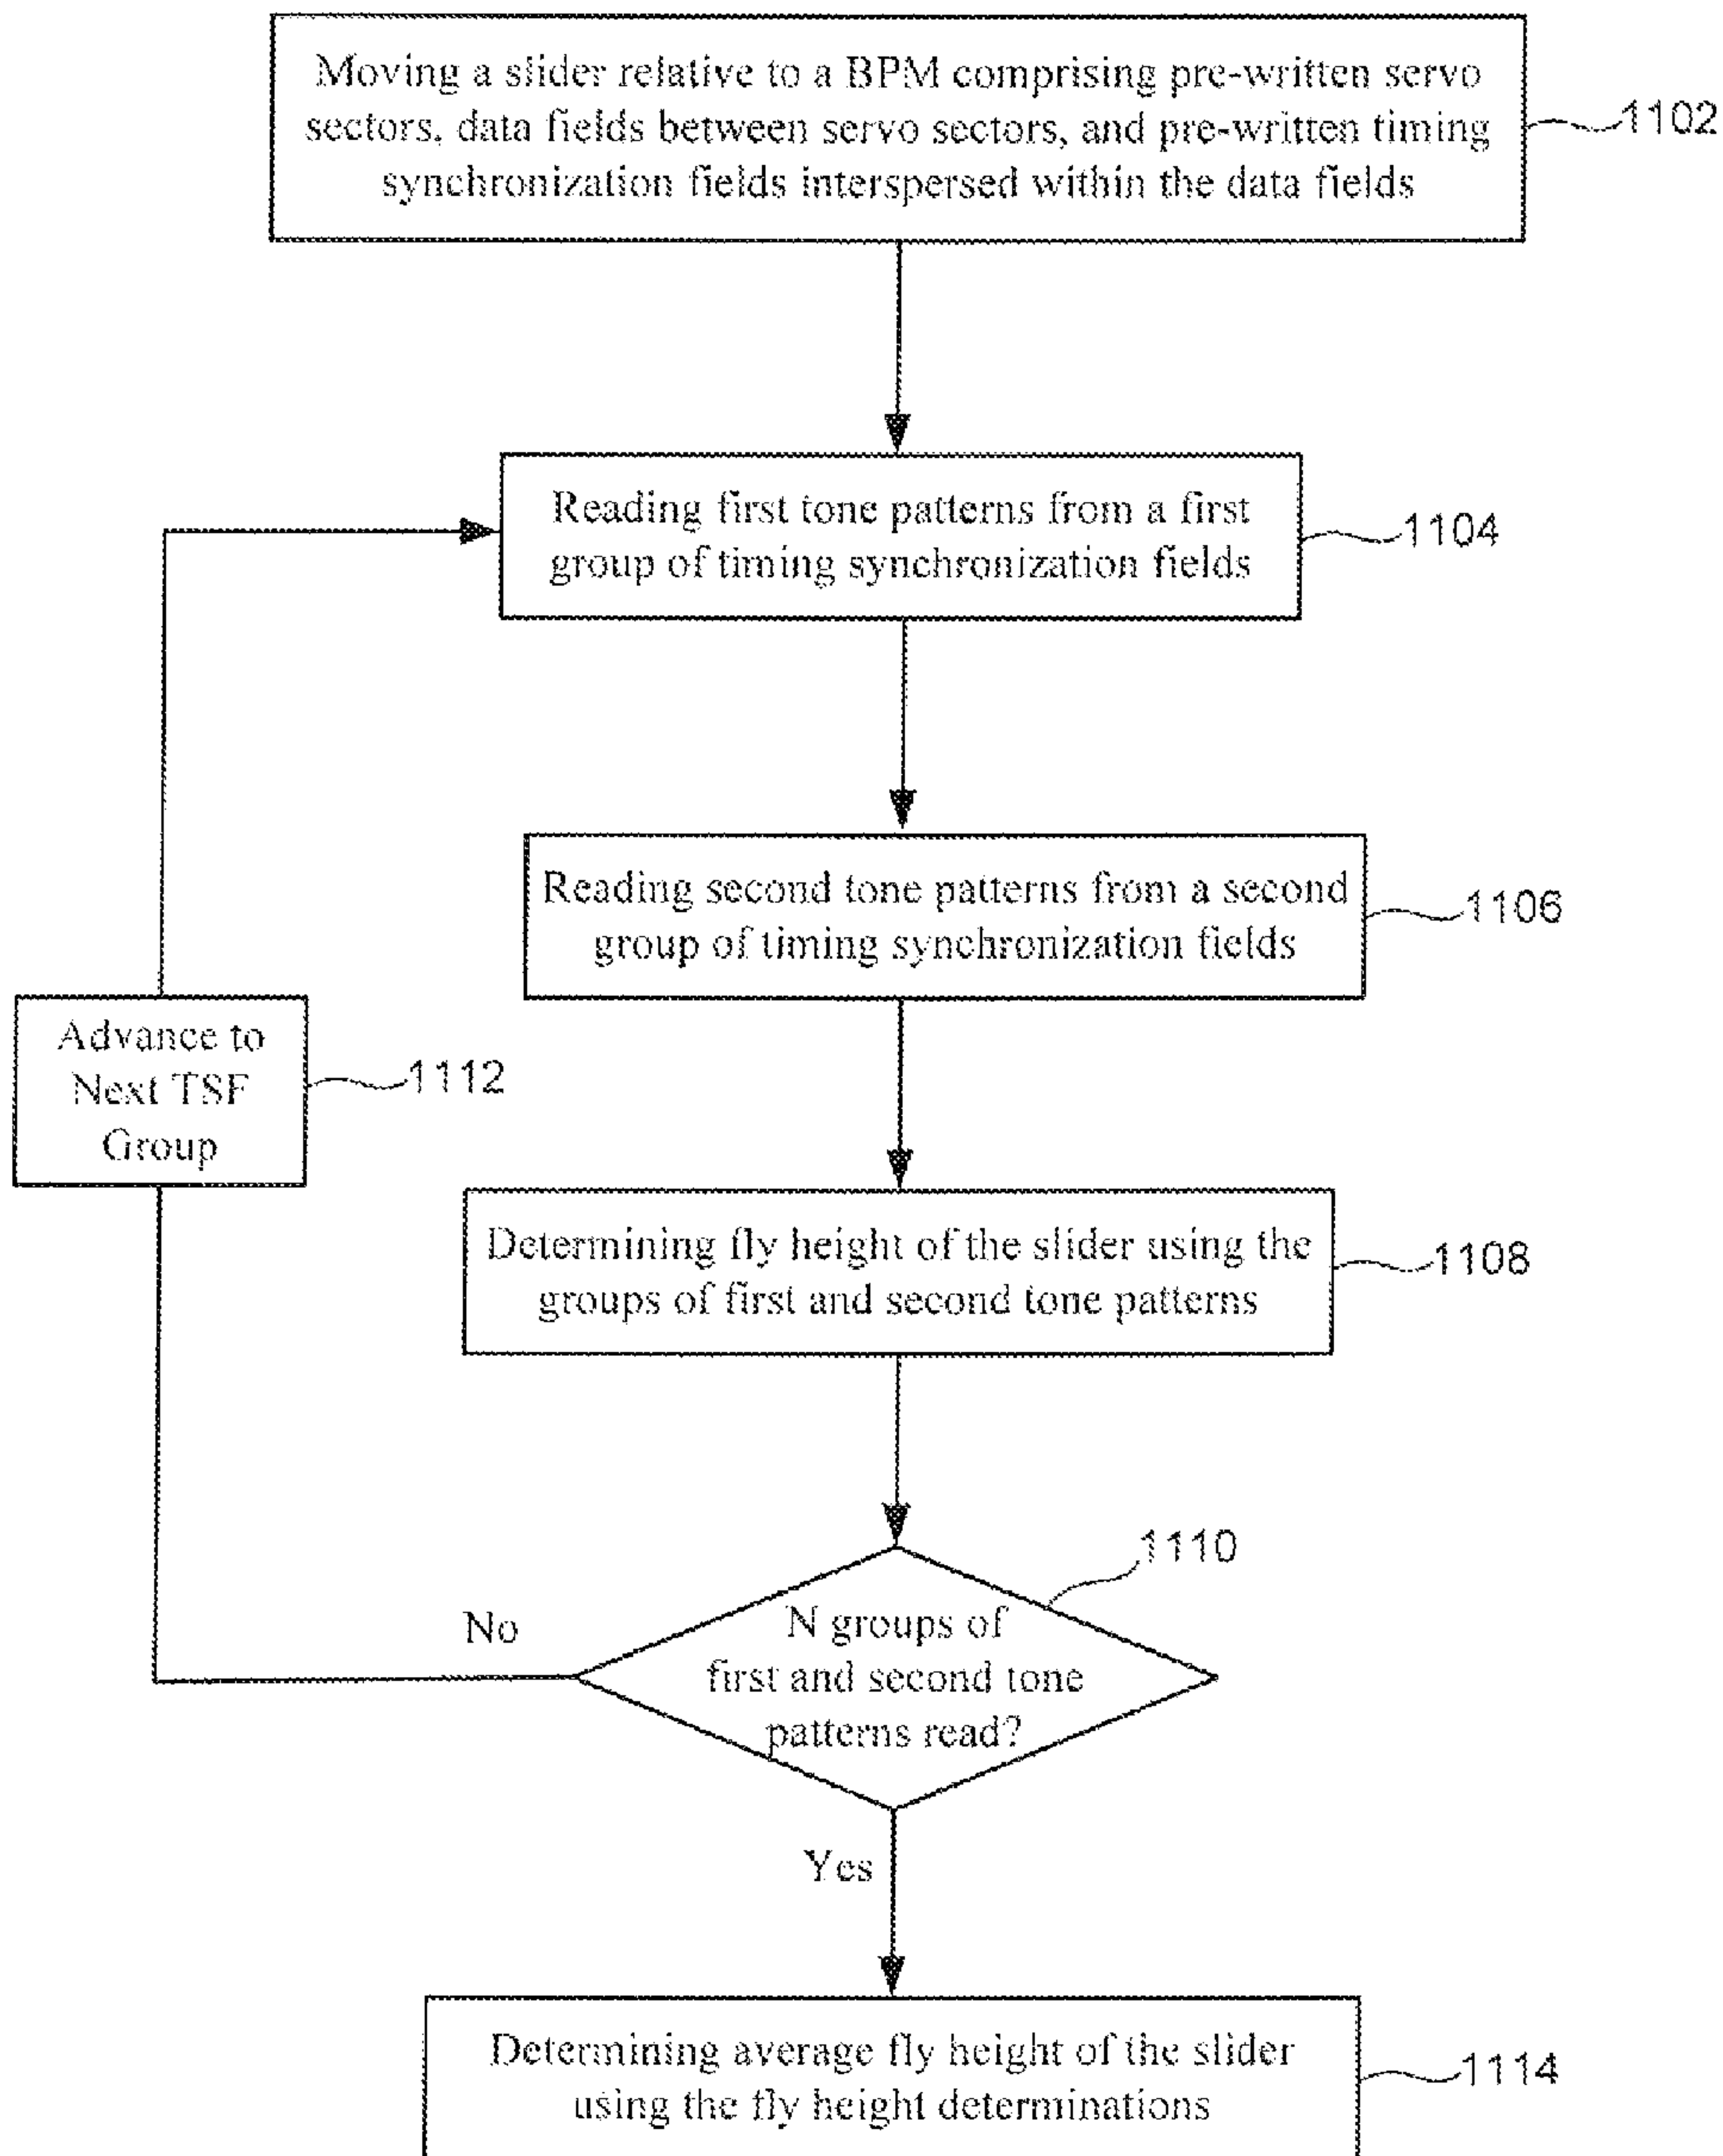 Moving a slider relative to a BPM comprising pre-written servo
sectors, data fields between servo sectors, and pre-written timing
synchronization fields interspersed within the data fields
1102
Reading first tone patterns from a first
group of timing synchronization fields
1104
Reading second tone patterns from a second
group of timing synchronization fields
1106
Advance to
Next TSF
Group
1112
Determining fly height of the slider using the
groups of first and second tone patterns
1108
1110
N groups of
first and second tone
patterns read?
No
Yes
Determining average fly height of the slider
using the fly height determinations
1114